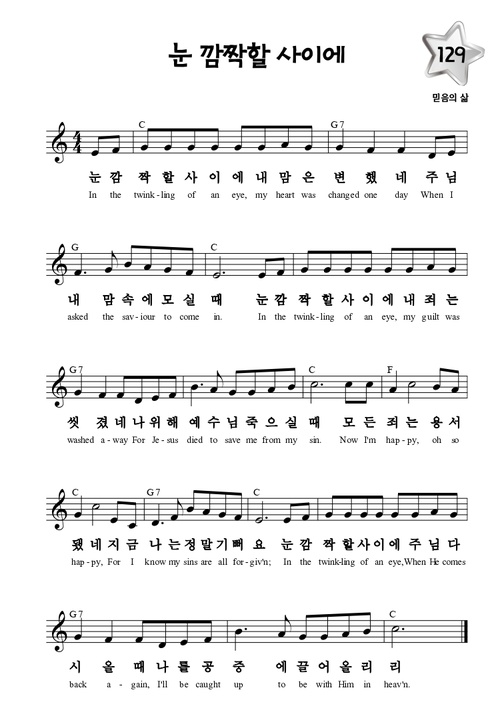 눈 깜짝할 사이에
129
믿음의 삶
C G7
눈 깜 짝 할 사 이 에 내 맘 은 변 했 네 주 님
In the twink-ling of an eye, my heart was changed one day When I
G C
내 맘 속 에 모 실 때 눈 깜 짝 할 사 이 에 내 죄 는
asked the sav-iour to come in. In the twink-ling of an eye, my guilt was
G7 C F
씻 겼 네 나 위 해 예 수 님 죽 으 실 때 모 든 죄 는 용 서
washed a-way For Je-sus died to save me from my sin. Now I'm hap-py, oh so
C G7 C
됐 네 지 금 나 는 정 말 기 뻐 요 눈 깜 짝 할 사 이 에 주 님 다
hap-py, For I know my sins are all for-giv'n; In the twink-ling of an eye, When He comes
G7 C
시 올 때 나 를 공 중 에 끌 어 올 리 리
back a-gain, I'll be caught up to be with Him in heav'n.